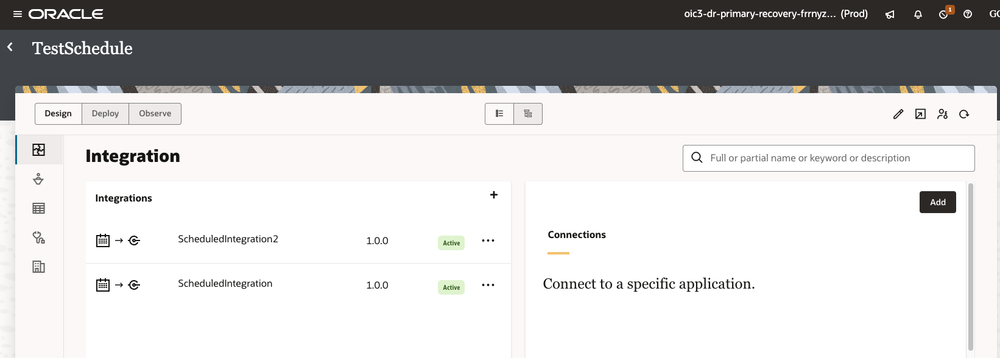 ORACLE
oic3-dr-primary-recovery-frrnyz... (Prod)
1
TestSchedule
Design
Deploy
Observe
Integration
Full or partial name or keyword or description
Integrations
Add
ScheduledIntegration2 1.0.0 Active
ScheduledIntegration 1.0.0 Active
Connections
Connect to a specific application.